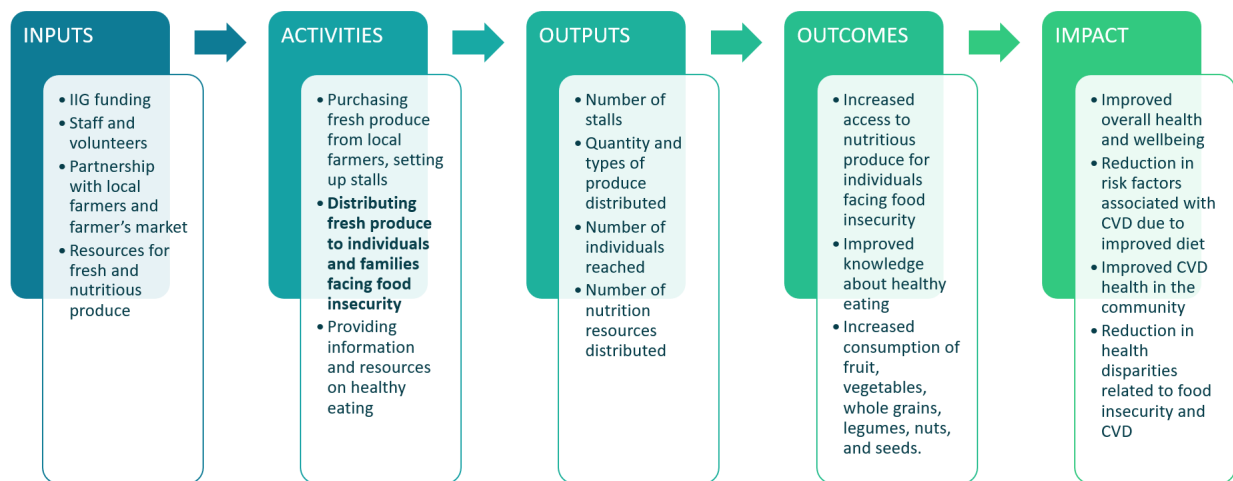 INPUTS
• IIG funding
• Staff and
volunteers
• Partnership
with local
farmers and
farmer’s market
• Resources for
fresh and
nutritious
produce
ACTIVITIES
• Purchasing
fresh produce
from local
farmers, setting
up stalls
• Distributing
fresh produce
to individuals
and families
facing food
insecurity
• Providing
information
and resources
on healthy
eating
OUTPUTS
• Number of
stalls
• Quantity and
types of
produce
distributed
• Number of
individuals
reached
• Number of
nutrition
resources
distributed
OUTCOMES
• Increased
access to
nutritious
produce for
individuals
facing food
insecurity
• Improved
knowledge
about healthy
eating
• Increased
consumption of
fruit,
vegetables,
whole grains,
legumes, nuts,
and seeds.
IMPACT
• Improved
overall health
and wellbeing
• Reduction in
risk factors
associated with
CVD due to
improved diet
• Improved CVD
health in the
community
• Reduction in
health
disparities
related to food
insecurity and
CVD